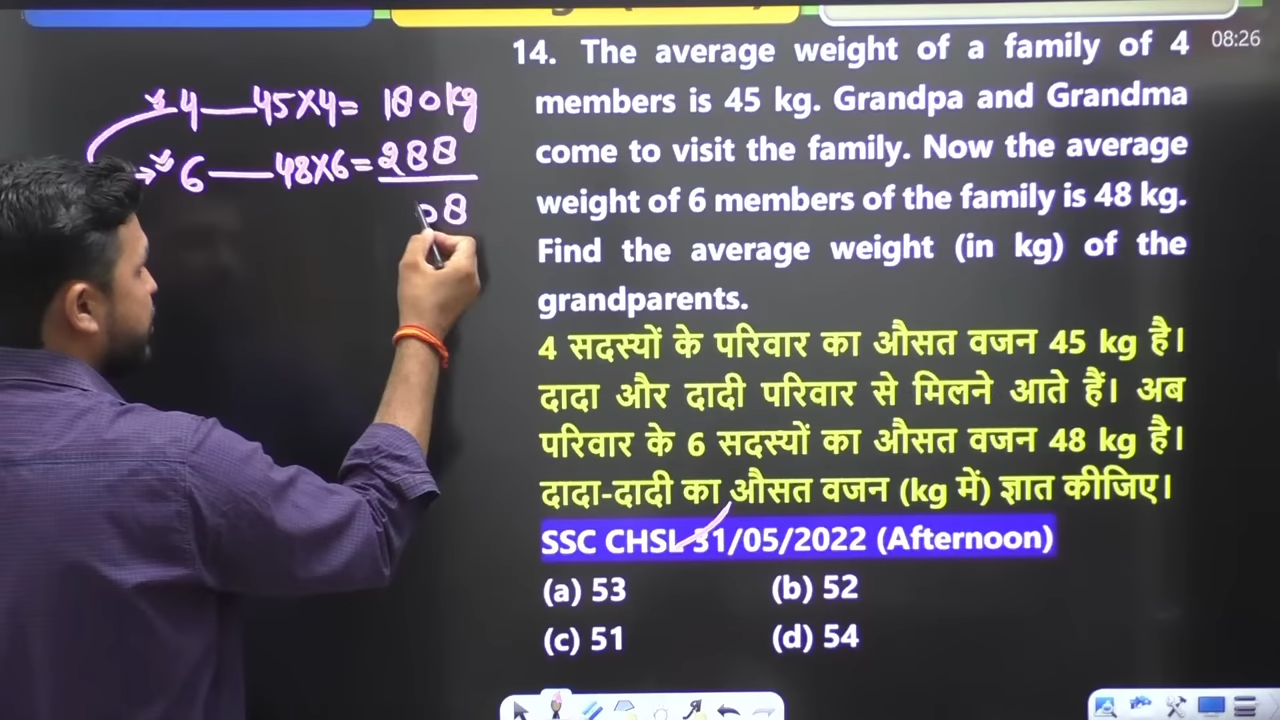 08:26
4 — 45X4= 180kg
6 — 48X6= 288
08
14. The average weight of a family of 4
members is 45 kg. Grandpa and Grandma
come to visit the family. Now the average
weight of 6 members of the family is 48 kg.
Find the average weight (in kg) of the
grandparents.
4 सदस्यों के परिवार का औसत वजन 45 kg है।
दादा और दादी परिवार से मिलने आते हैं। अब
परिवार के 6 सदस्यों का औसत वजन 48 kg है।
दादा-दादी का औसत वजन (kg में) ज्ञात कीजिए।
SSC CHSL 31/05/2022 (Afternoon)
(a) 53 (b) 52
(c) 51 (d) 54